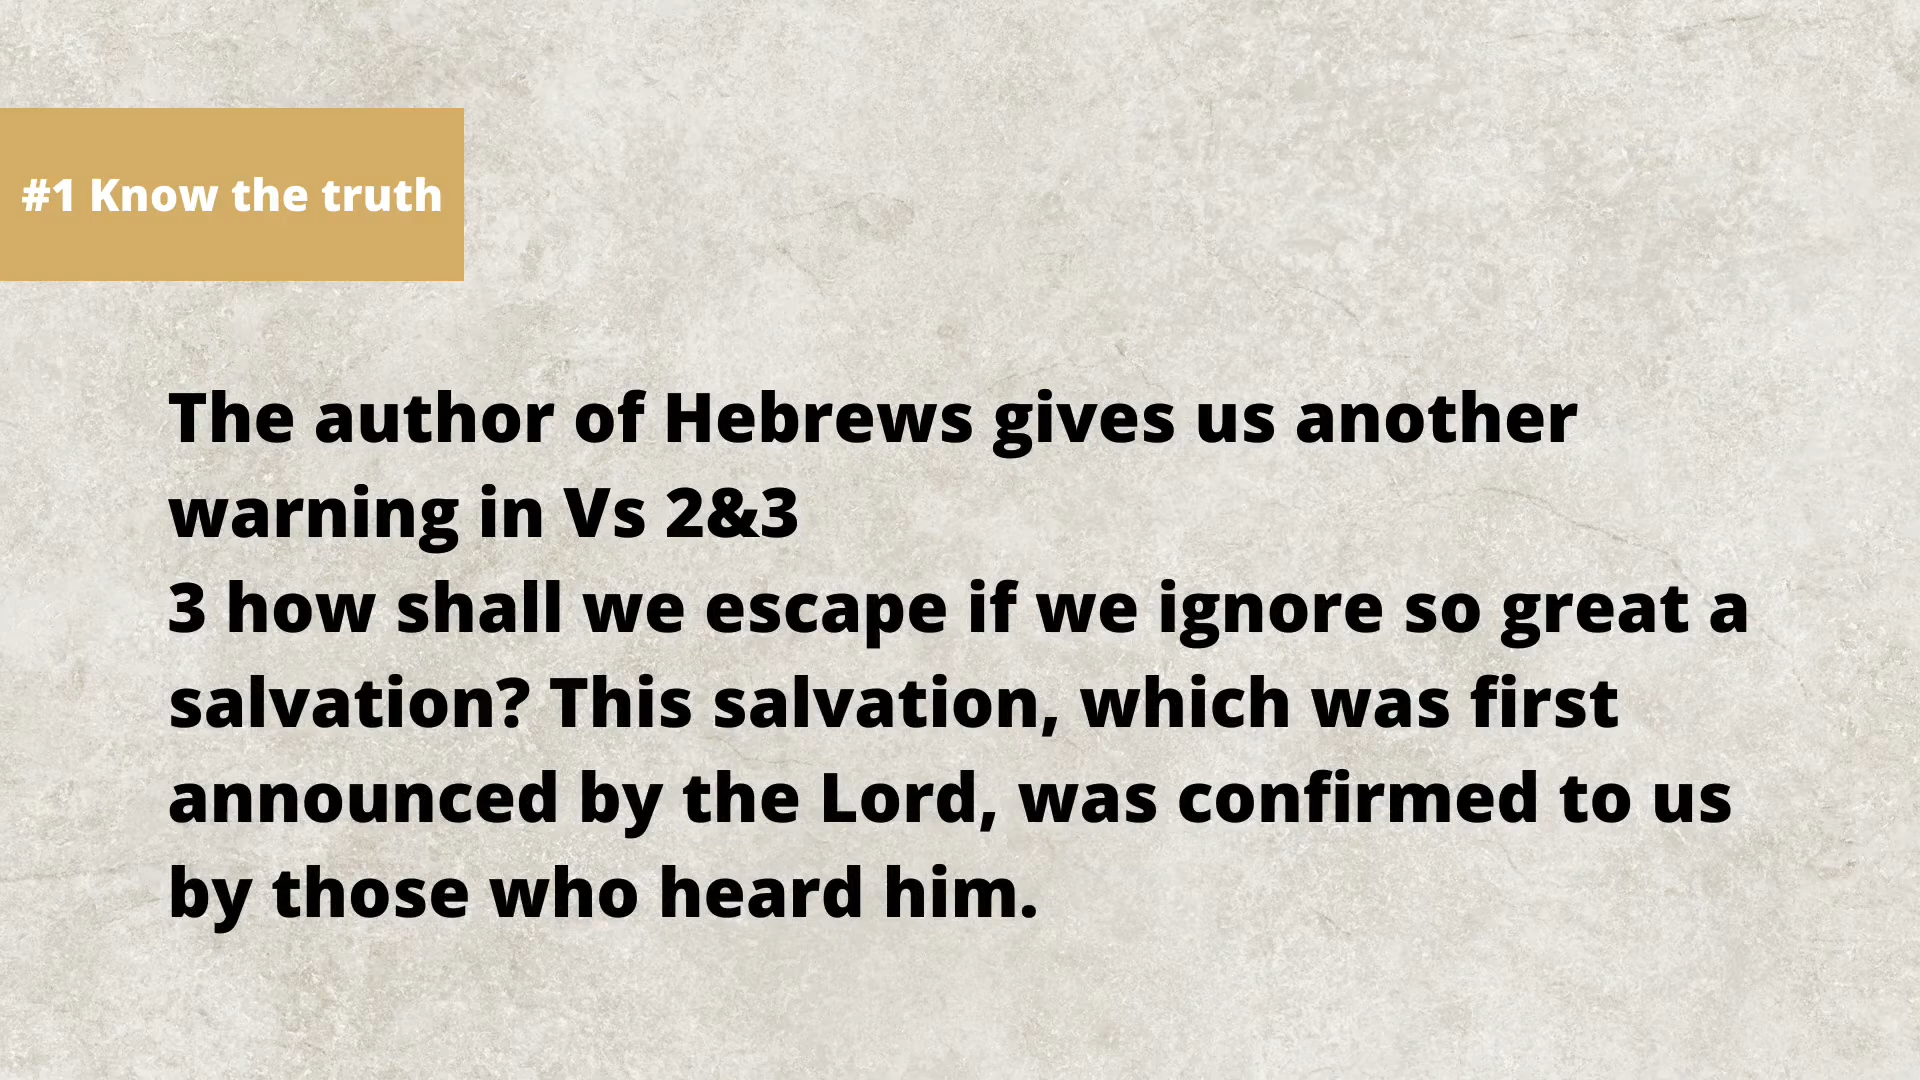 #1 Know the truth
The author of Hebrews gives us another
warning in Vs 2&3
3 how shall we escape if we ignore so great a
salvation? This salvation, which was first
announced by the Lord, was confirmed to us
by those who heard him.